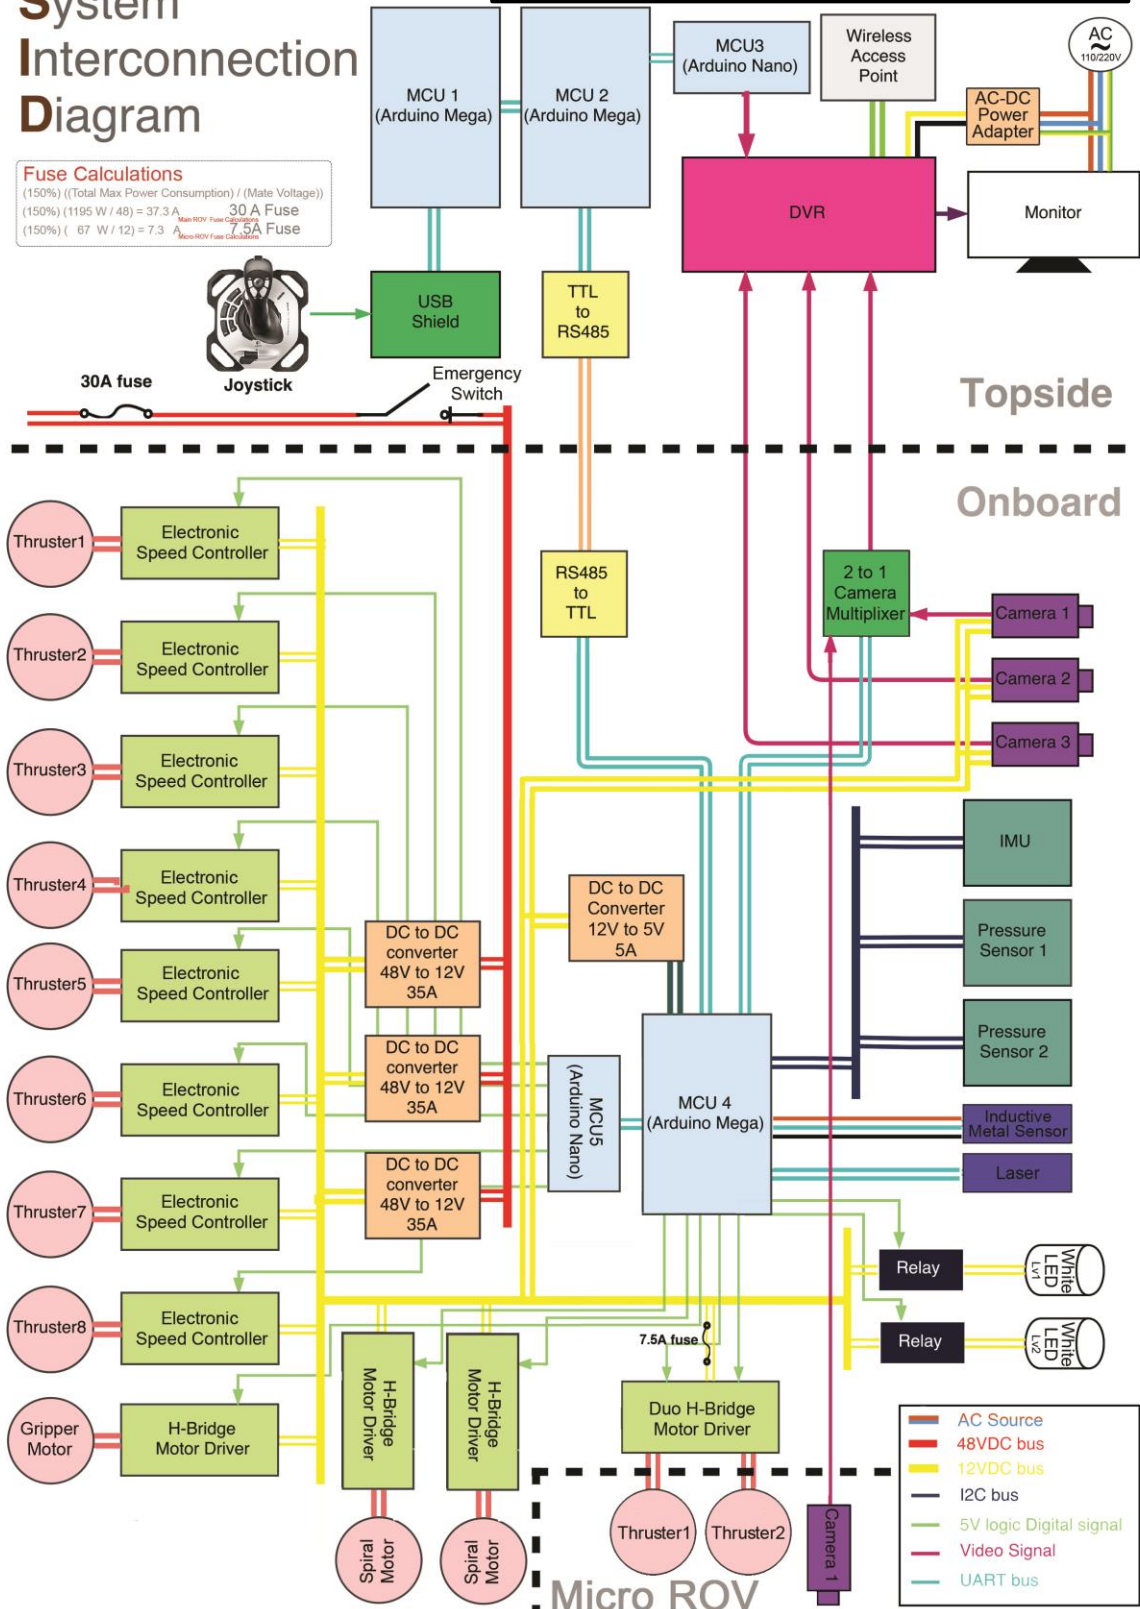 System
Interconnection
Diagram
Fuse Calculations
(150%) ((Total Max Power Consumption) / (Mate Voltage))
(150%) (1195 W / 48) = 37.3 A 30 A Fuse
Main ROV Fuse Calculations
(150%) ( 67 W / 12) = 7.3 A 7.5A Fuse
Micro-ROV Fuse Calculations
MCU 1
(Arduino Mega)
MCU 2
(Arduino Mega)
MCU3
(Arduino Nano)
Wireless
Access
Point
AC
~
110/220V
AC-DC
Power
Adapter
DVR
Monitor
USB
Shield
TTL
to
RS485
Joystick
30A fuse
Emergency
Switch
Topside
Onboard
Thruster1
Electronic
Speed Controller
Thruster2
Electronic
Speed Controller
Thruster3
Electronic
Speed Controller
Thruster4
Electronic
Speed Controller
Thruster5
Electronic
Speed Controller
Thruster6
Electronic
Speed Controller
Thruster7
Electronic
Speed Controller
Thruster8
Electronic
Speed Controller
Gripper
Motor
H-Bridge
Motor Driver
RS485
to
TTL
2 to 1
Camera
Multiplixer
Camera 1
Camera 2
Camera 3
DC to DC
Converter
12V to 5V
5A
DC to DC
converter
48V to 12V
35A
DC to DC
converter
48V to 12V
35A
DC to DC
converter
48V to 12V
35A
MCU5
(Arduino Nano)
MCU 4
(Arduino Mega)
IMU
Pressure
Sensor 1
Pressure
Sensor 2
Inductive
Metal Sensor
Laser
Relay
White
LED
Lv1
Relay
White
LED
Lv2
7.5A fuse
H-Bridge
Motor Driver
H-Bridge
Motor Driver
Duo H-Bridge
Motor Driver
Spiral
Motor
Spiral
Motor
Thruster1
Thruster2
Camera 1
Micro ROV
AC Source
48VDC bus
12VDC bus
I2C bus
5V logic Digital signal
Video Signal
UART bus